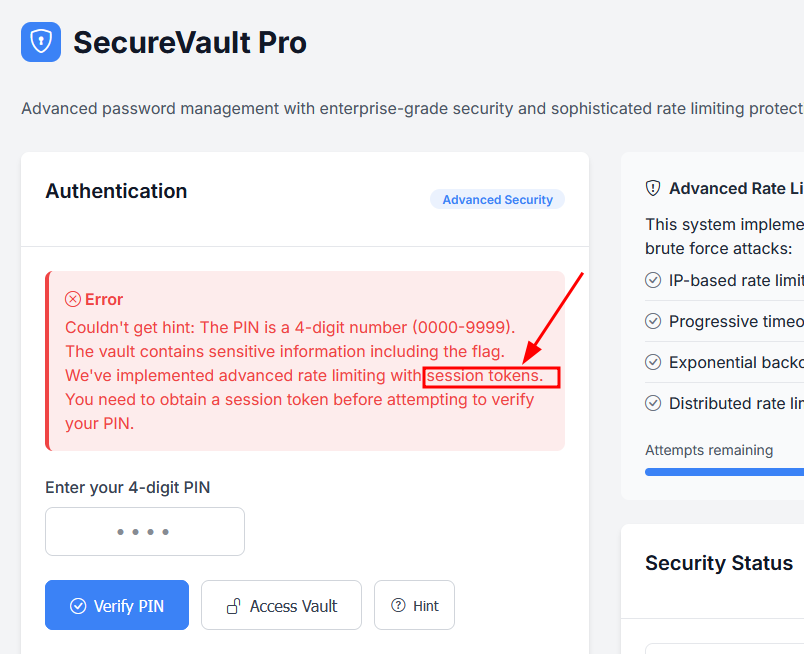 SecureVault Pro
Advanced password management with enterprise-grade security and sophisticated rate limiting protect
Authentication
Advanced Security
Error
Couldn't get hint: The PIN is a 4-digit number (0000-9999).
The vault contains sensitive information including the flag.
We've implemented advanced rate limiting with session tokens.
You need to obtain a session token before attempting to verify
your PIN.
Enter your 4-digit PIN
Verify PIN
Access Vault
Hint
Advanced Rate Li
This system impleme
brute force attacks:
IP-based rate limit
Progressive timeo
Exponential backo
Distributed rate lim
Attempts remaining
Security Status